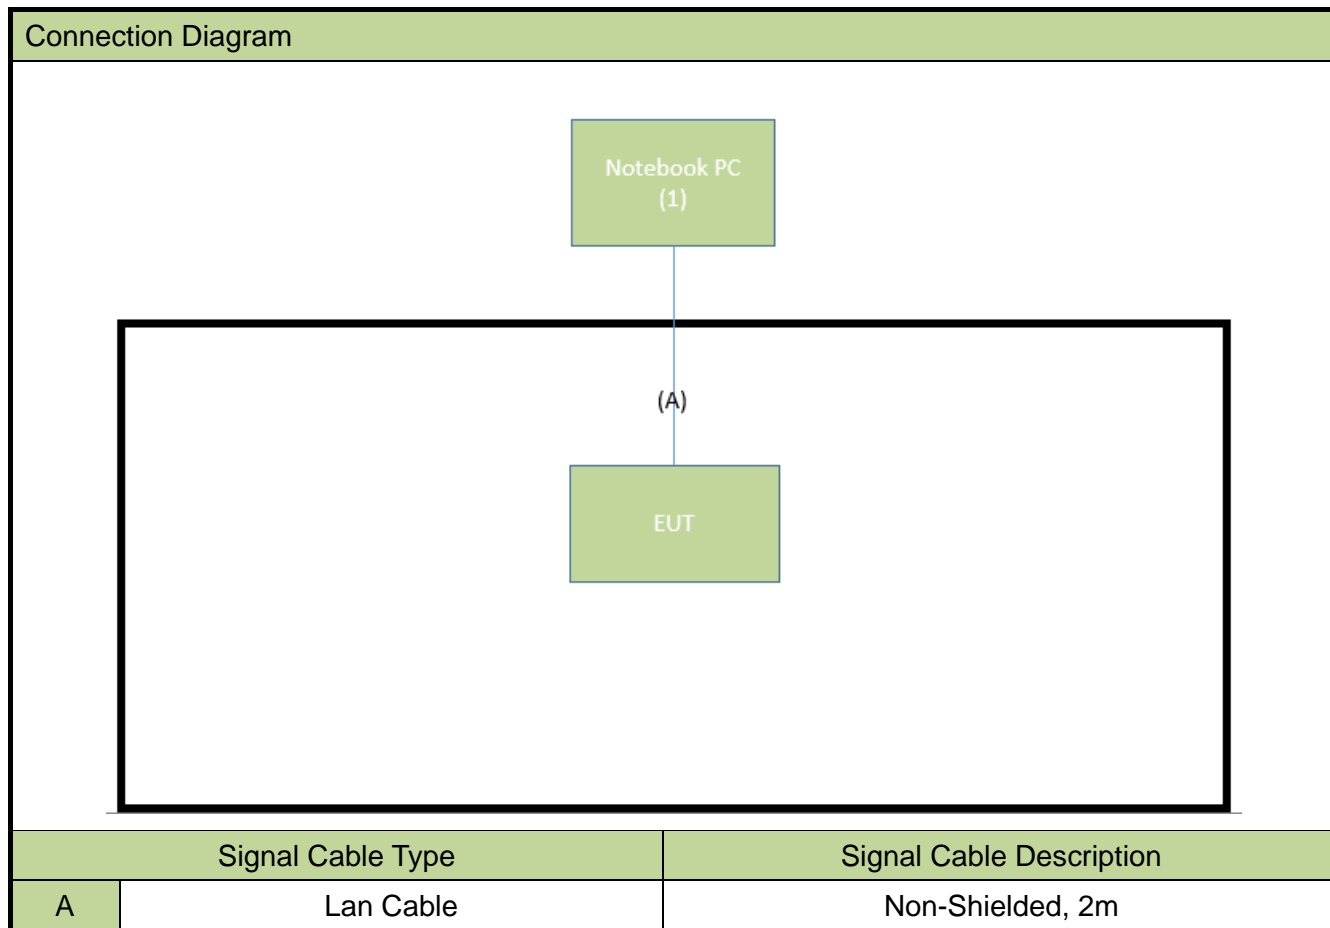 Connection Diagram
Notebook PC
(1)
(A)
EUT
Signal Cable Type Signal Cable Description
A Lan Cable Non-Shielded, 2m